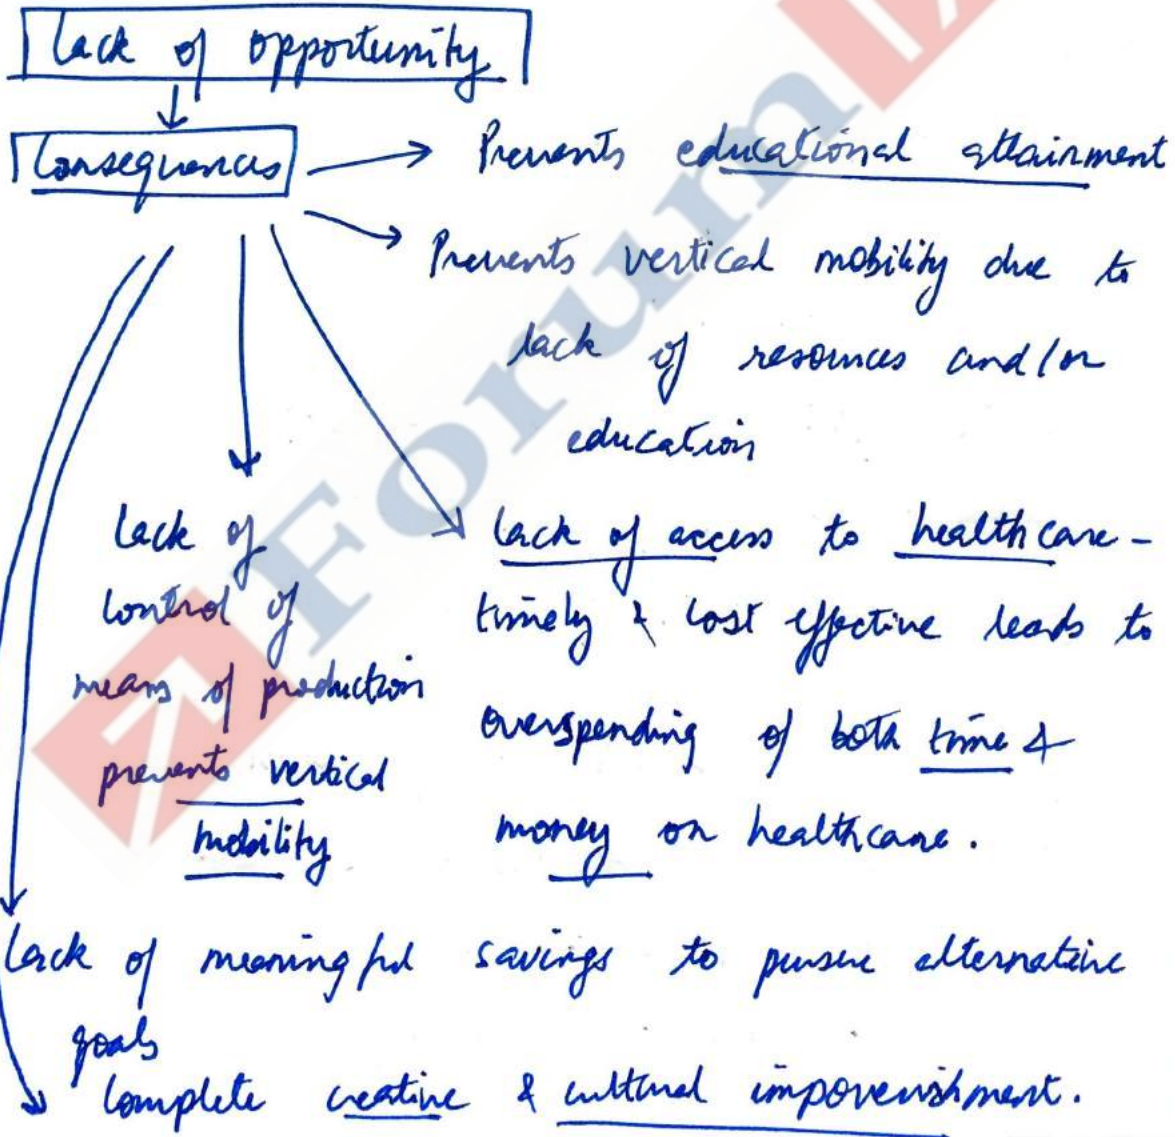 Lack of opportunity
Consequences
Prevents educational attainment
Prevents vertical mobility due to
lack of resources and/or
education
Lack of
control of
means of production
prevents vertical
mobility
Lack of access to healthcare -
timely & cost effective leads to
overspending of both time &
money on healthcare.
Lack of meaningful savings to pursue alternative
goals
Complete creative & cultural impoverishment.
Forum